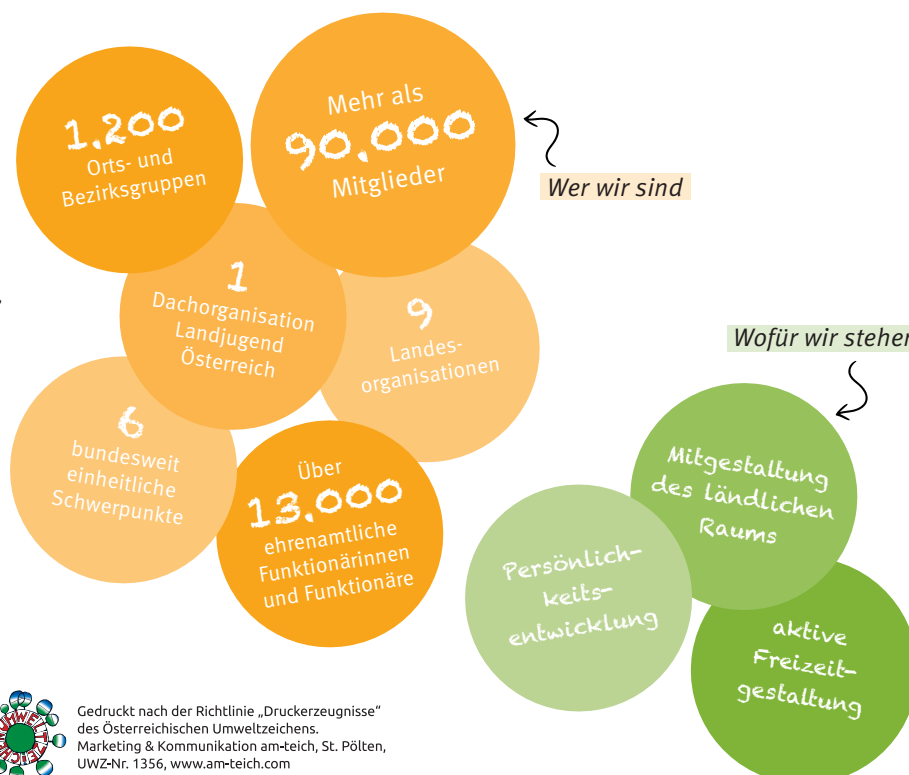 1.200
Orts- und
Bezirksgruppen
Mehr als
90.000
Mitglieder
Wer wir sind
1
Dachorganisation
Landjugend
Österreich
9
Landes-
organisationen
6
bundesweit
einheitliche
Schwerpunkte
Über
13.000
ehrenamtliche
Funktionärinnen
und Funktionäre
Wofür wir stehen
Mitgestaltung
des ländlichen
Raums
Persönlich-
keits-
entwicklung
aktive
Freizeit-
gestaltung
Gedruckt nach der Richtlinie „Druckerzeugnisse“
des Österreichischen Umweltzeichens.
Marketing & Kommunikation am-teich, St. Pölten,
UWZ-Nr. 1356, www.am-teich.com